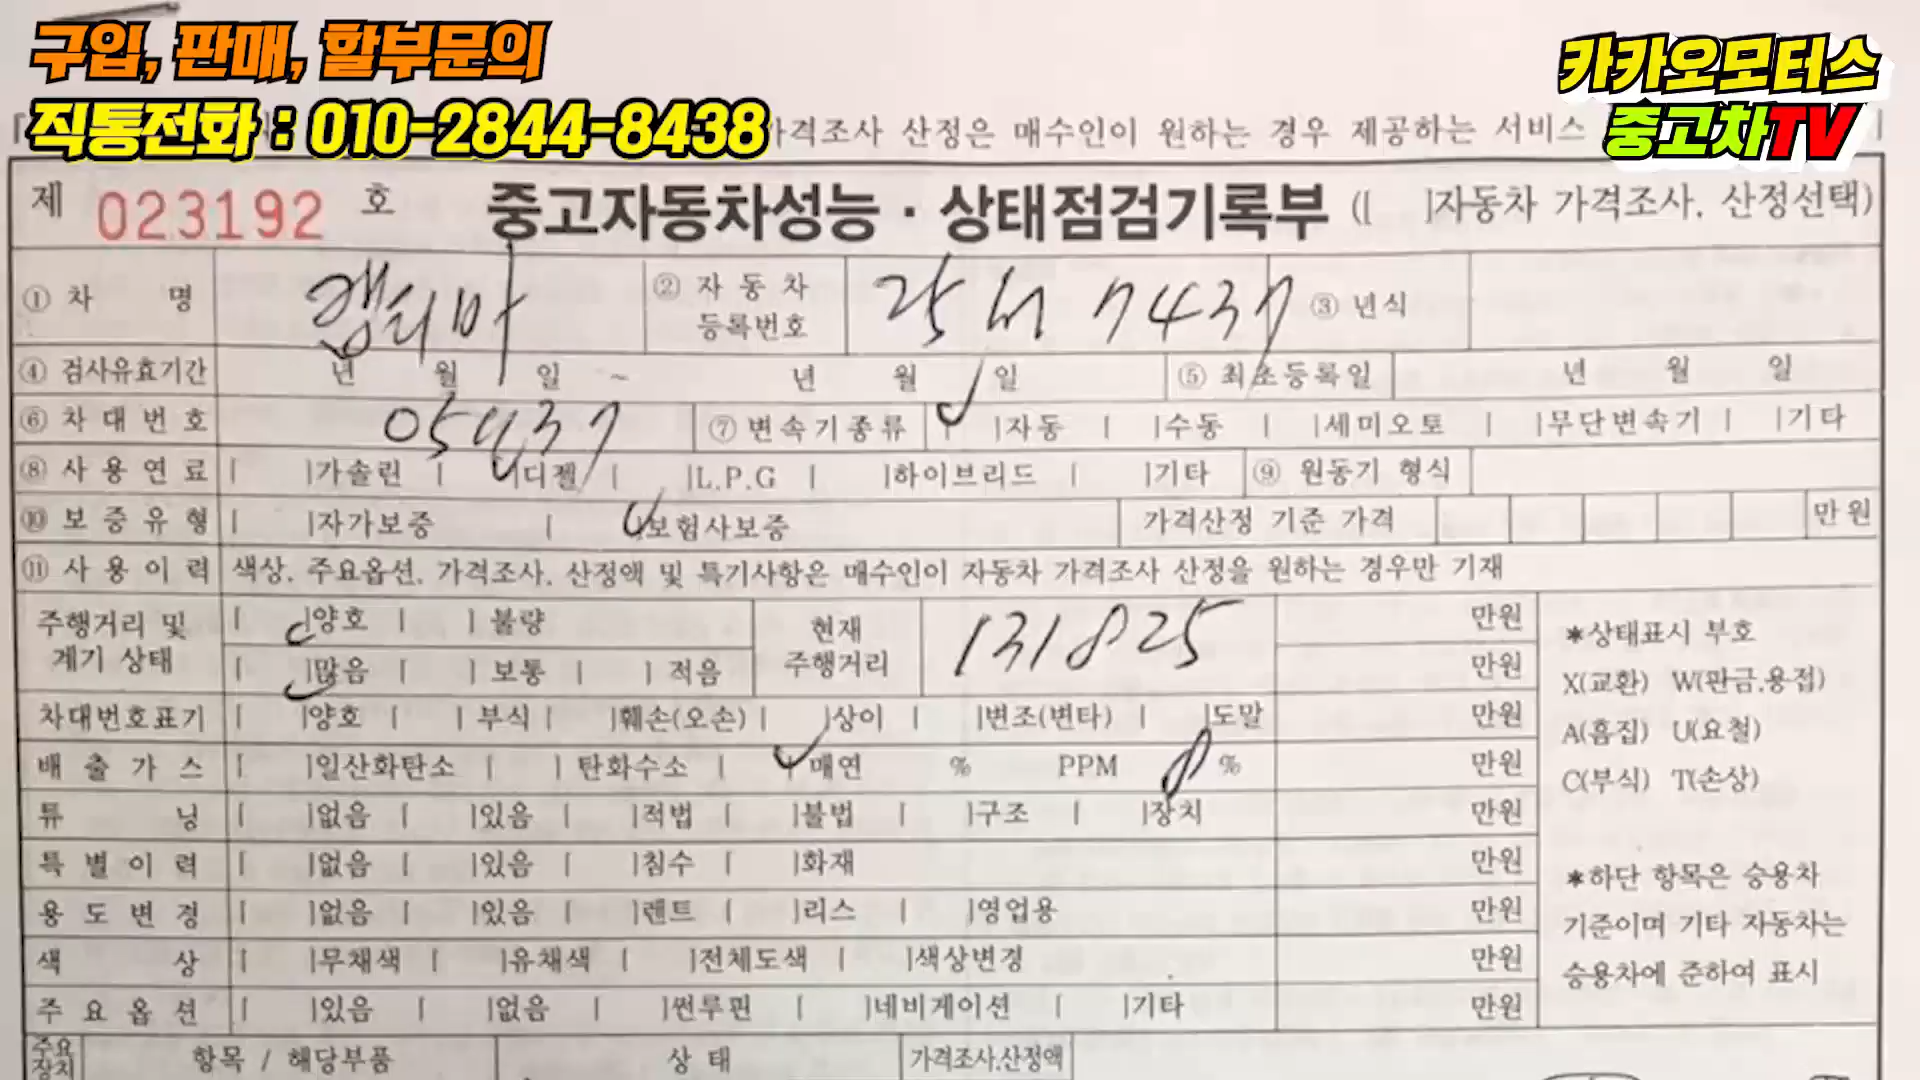 구입, 판매, 할부문의
카카오모터스
직통전화 : 010-2844-8438
중고차TV
가격조사 산정은 매수인이 원하는 경우 제공하는 서비스
제 023192 호 중고자동차성능 · 상태점검기록부 ([ ]자동차 가격조사. 산정선택)
① 차 명 캡티바 ② 자 동 차 등록번호 7437 ③ 년식
④ 검사유효기간 년 월 일 ~ 년 월 일 ⑤ 최초등록일 년 월 일
⑥ 차 대 번 호 ⑦ 변속기종류 [ ✓ ]자동 [ ]수동 [ ]세미오토 [ ]무단변속기 [ ]기타
⑧ 사 용 연 료 [ ]가솔린 [ ✓ ]디젤 [ ]L.P.G [ ]하이브리드 [ ]기타 ⑨ 원동기 형식
⑩ 보 증 유 형 [ ]자가보증 [ ✓ ]보험사보증 가격산정 기준 가격 만원
⑪ 사 용 이 력 색상. 주요옵션. 가격조사. 산정액 및 특기사항은 매수인이 자동차 가격조사 산정을 원하는 경우만 기재
주행거리 및 계기 상태 [ ✓ ]양호 [ ]불량 현재 주행거리 131825 만원
[ ✓ ]많음 [ ]보통 [ ]적음 만원
차대번호표기 [ ]양호 [ ]부식 [ ]훼손(오손) [ ]상이 [ ]변조(변타) [ ]도말 만원
배 출 가 스 [ ]일산화탄소 [ ]탄화수소 [ ✓ ]매연 % PPM 8 % 만원
튜 닝 [ ]없음 [ ]있음 [ ]적법 [ ]불법 [ ]구조 [ ]장치 만원
특 별 이 력 [ ]없음 [ ]있음 [ ]침수 [ ]화재 만원
용 도 변 경 [ ]없음 [ ]있음 [ ]렌트 [ ]리스 [ ]영업용 만원
색 상 [ ]무채색 [ ]유채색 [ ]전체도색 [ ]색상변경 만원
주 요 옵 션 [ ]있음 [ ]없음 [ ]썬루프 [ ]네비게이션 [ ]기타 만원
*상태표시 부호
X(교환) W(판금.용접)
A(흠집) U(요철)
C(부식) T(손상)
*하단 항목은 승용차
기준이며 기타 자동차는
승용차에 준하여 표시
주요장치 항목 / 해당부품 상 태 가격조사.산정액